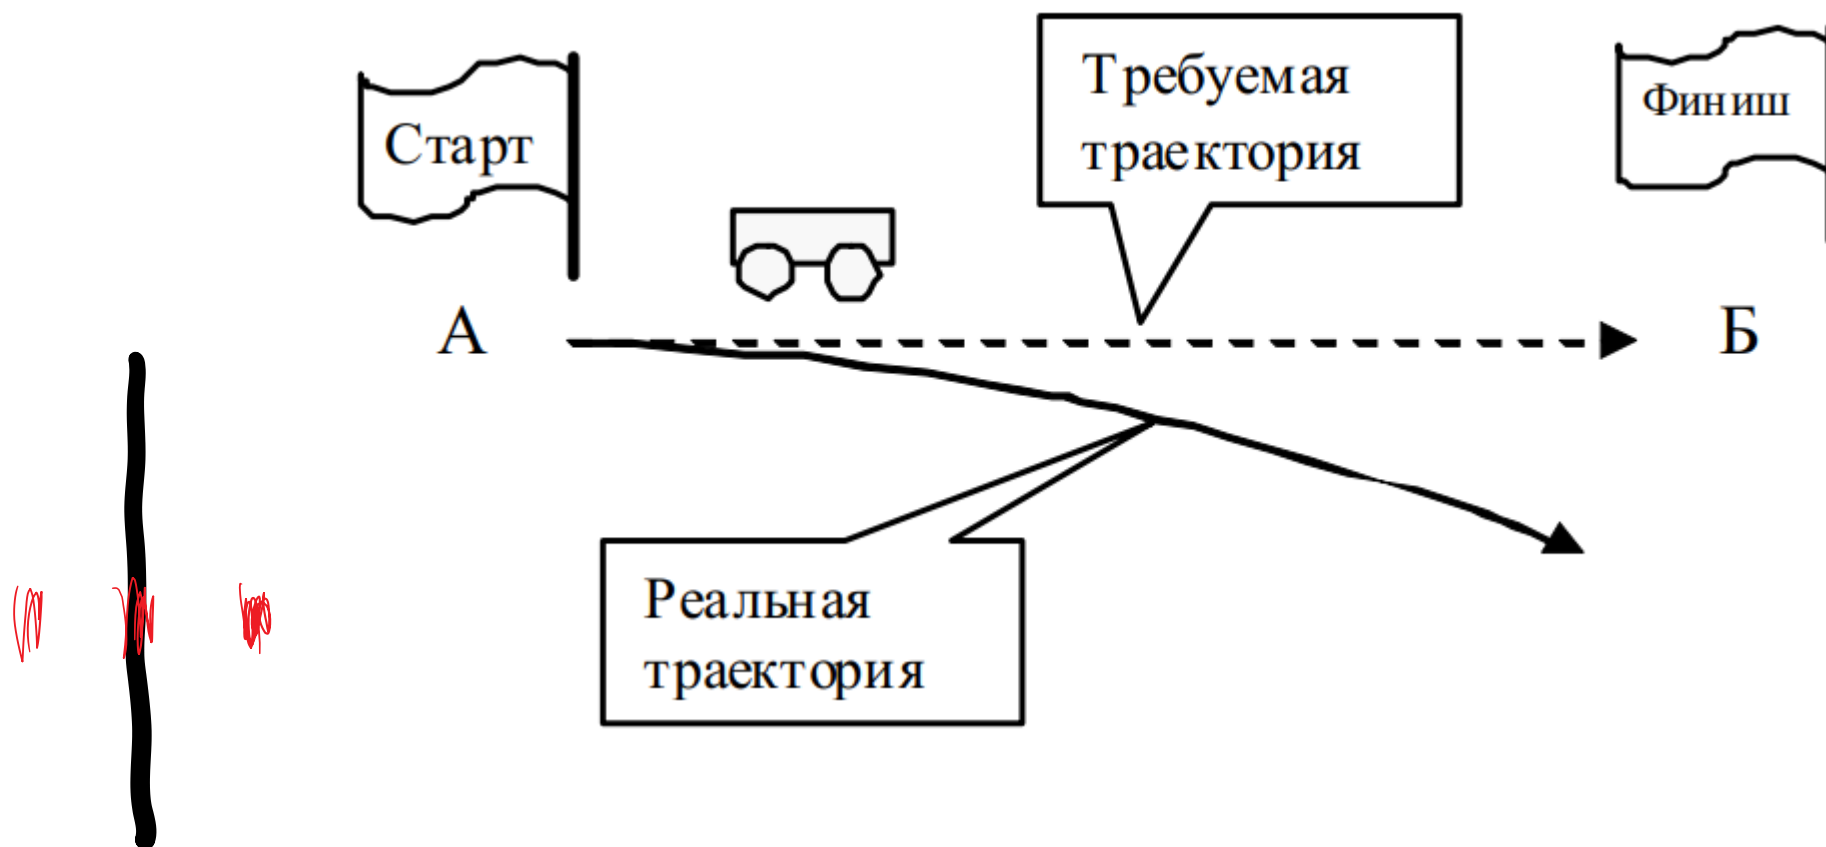 Старт
Требуемая
траектория
Финиш
А
Б
Реальная
траектория